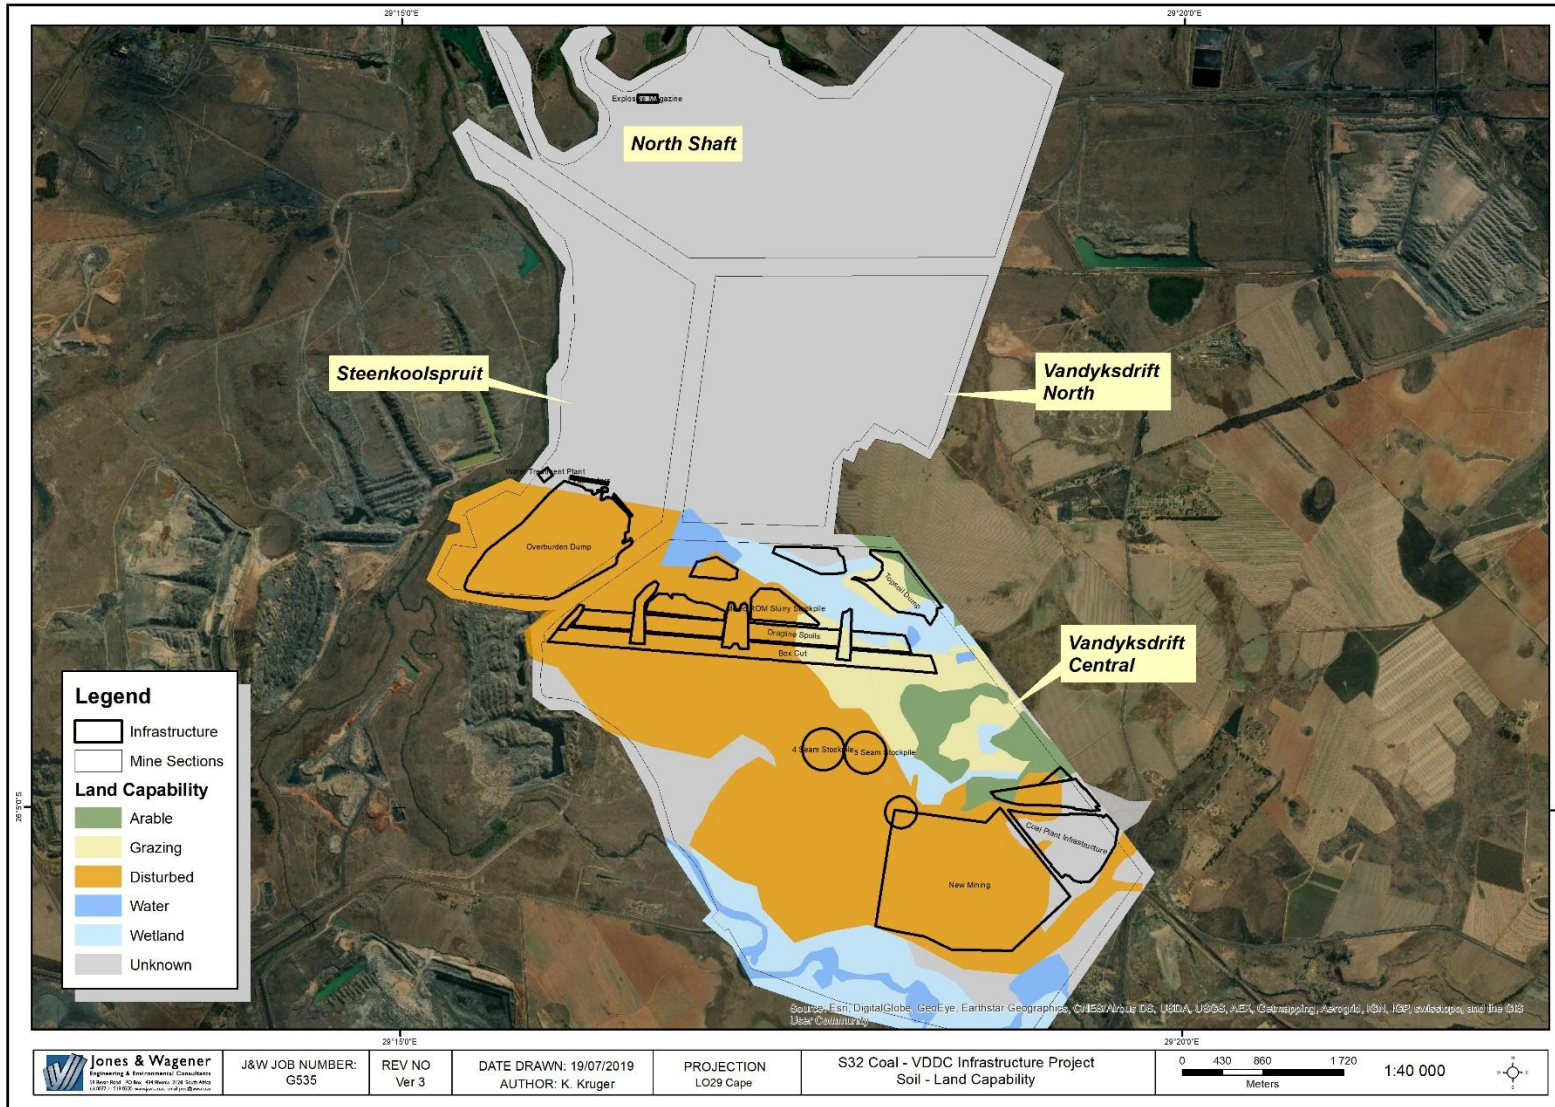 29°15'0"E
29°20'0"E
North Shaft
Steenkoolspruit
Vandyksdrift
North
Water Treatment Plant
Overburden Dump
Topsoil Dump
ROM Slurry Stockpile
Dragline Spoils
Box Cut
Vandyksdrift
Central
4 Seam Stockpile
5 Seam Stockpile
26°15'0"S
Coal Plant Infrastructure
New Mining
Legend
Infrastructure
Mine Sections
Land Capability
Arable
Grazing
Disturbed
Water
Wetland
Unknown
Source: Esri, DigitalGlobe, GeoEye, Earthstar Geographics, CNES/Airbus DS, USDA, USGS, AEX, Getmapping, Aerogrid, IGN, IGP, swisstopo, and the GIS
User Community
29°15'0"E
29°20'0"E
Jones & Wagener
Engineering & Environmental Consultants
J&W JOB NUMBER:
G535
REV NO
Ver 3
DATE DRAWN: 19/07/2019
AUTHOR: K. Kruger
PROJECTION
LO29 Cape
S32 Coal - VDDC Infrastructure Project
Soil - Land Capability
0 430 860 1 720
Meters
1:40 000